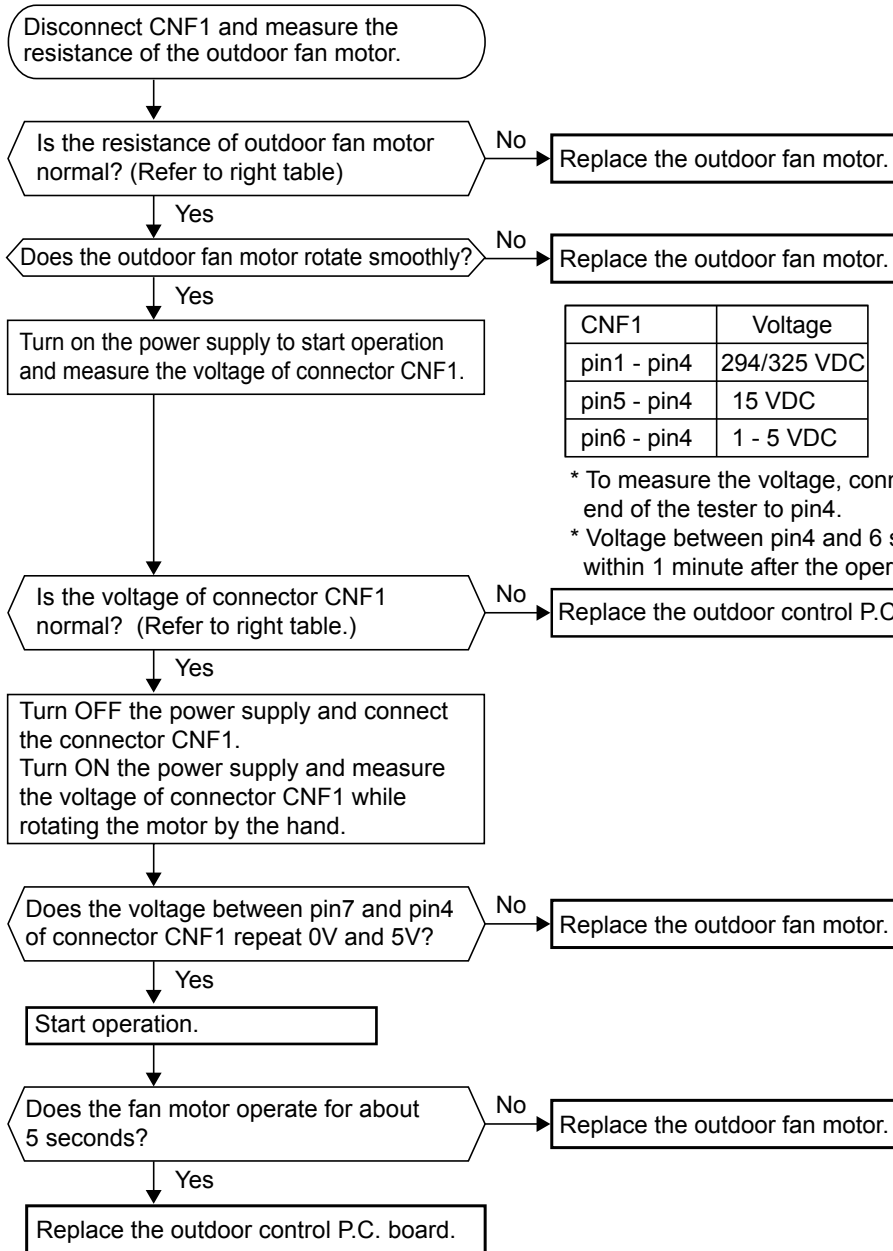 Disconnect CNF1 and measure the
resistance of the outdoor fan motor.
Is the resistance of outdoor fan motor
normal? (Refer to right table)
No
Replace the outdoor fan motor.
Yes
Does the outdoor fan motor rotate smoothly?
No
Replace the outdoor fan motor.
Yes
Turn on the power supply to start operation
and measure the voltage of connector CNF1.
CNF1 Voltage
pin1 - pin4 294/325 VDC
pin5 - pin4 15 VDC
pin6 - pin4 1 - 5 VDC
* To measure the voltage,
end of the tester to pin4.
* Voltage between pin4 and 6
within 1 minute after the
Is the voltage of connector CNF1
normal? (Refer to right table.)
No
Replace the outdoor control
Yes
Turn OFF the power supply and connect
the connector CNF1.
Turn ON the power supply and measure
the voltage of connector CNF1 while
rotating the motor by the hand.
Does the voltage between pin7 and pin4
of connector CNF1 repeat 0V and 5V?
No
Replace the outdoor fan motor.
Yes
Start operation.
Does the fan motor operate for about
5 seconds?
No
Replace the outdoor fan motor.
Yes
Replace the outdoor control P.C. board.